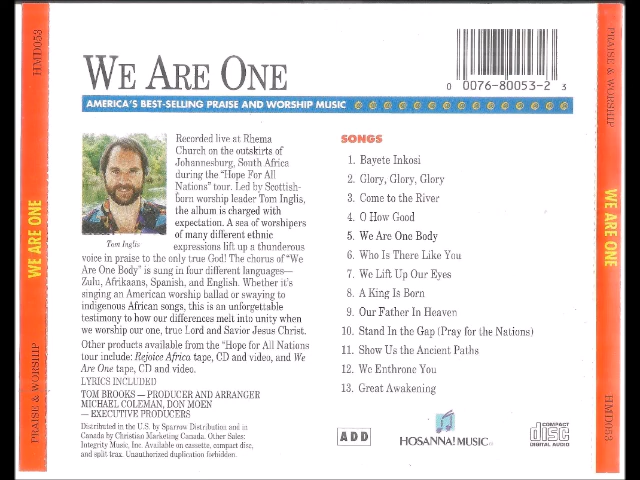 WE ARE ONE
AMERICA'S BEST-SELLING PRAISE AND WORSHIP MUSIC
0 0076-80053-2 3
Recorded live at Rhema
Church on the outskirts of
Johannesburg, South Africa
during the "Hope For All
Nations" tour. Led by Scottish-
born worship leader Tom Inglis,
the album is charged with
expectation. A sea of worshipers
of many different ethnic
expressions lift up a thunderous
Tom Inglis
voice in praise to the only true God! The chorus of "We
Are One Body" is sung in four different languages—
Zulu, Afrikaans, Spanish, and English. Whether it's
singing an American worship ballad or swaying to
indigenous African songs, this is an unforgettable
testimony to how our differences melt into unity when
we worship our one, true Lord and Savior Jesus Christ.
Other products available from the "Hope for All Nations
tour include: Rejoice Africa tape, CD and video, and We
Are One tape, CD and video.
LYRICS INCLUDED
TOM BROOKS — PRODUCER AND ARRANGER
MICHAEL COLEMAN, DON MOEN
— EXECUTIVE PRODUCERS
Distributed in the U.S. by Sparrow Distribution and in
Canada by Christian Marketing Canada. Other Sales:
Integrity Music, Inc. Available on cassette, compact disc,
and split-trax. Unauthorized duplication forbidden.
SONGS
1. Bayete Inkosi
2. Glory, Glory, Glory
3. Come to the River
4. O How Good
5. We Are One Body
6. Who Is There Like You
7. We Lift Up Our Eyes
8. A King Is Born
9. Our Father In Heaven
10. Stand In the Gap (Pray for the Nations)
11. Show Us the Ancient Paths
12. We Enthrone You
13. Great Awakening
ADD
HOSANNA! MUSIC
COMPACT
disc
DIGITAL AUDIO
HMD053
WE ARE ONE
PRAISE & WORSHIP
PRAISE & WORSHIP
WE ARE ONE
HMD053